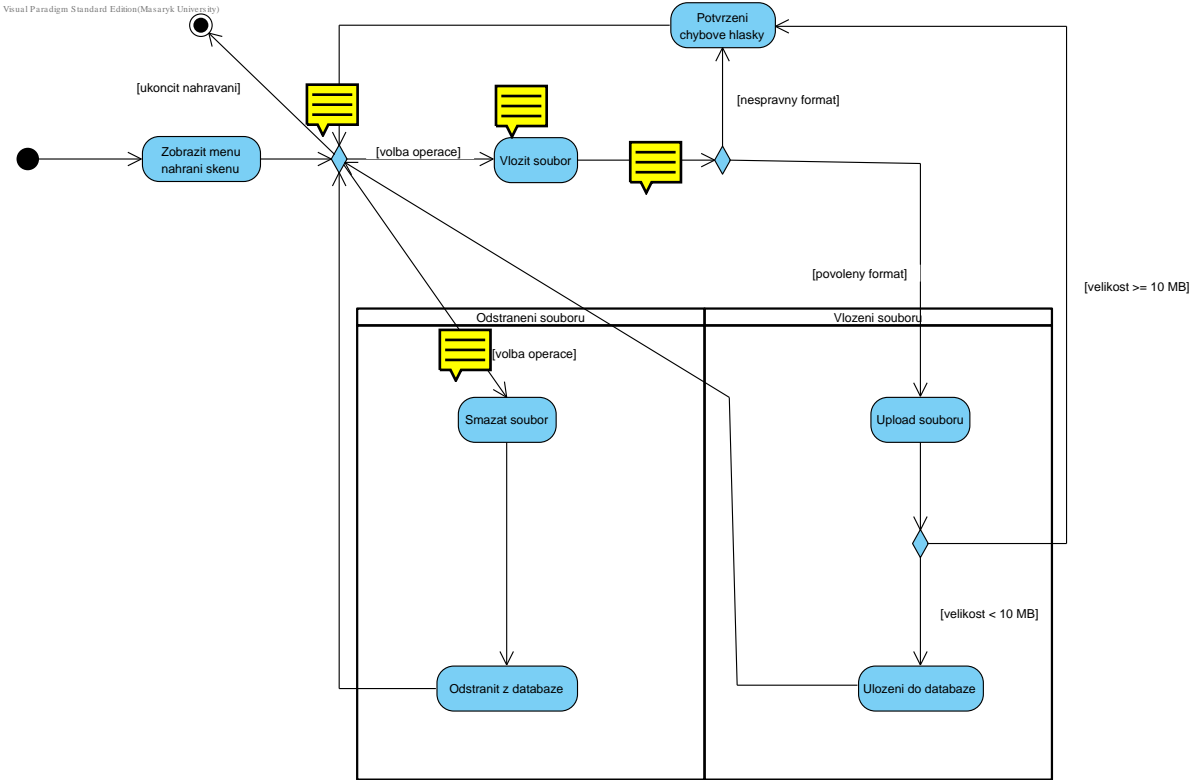 Visual Paradigm Standard Edition(Masaryk University)
Potvrzeni
chybove hlasky
[ukoncit nahravani]
[nespravny format]
Zobrazit menu
nahrani skenu
[volba operace]
Vlozit soubor
[povoleny format]
[velikost >= 10 MB]
Odstraneni souboru
Vlozeni souboru
[volba operace]
Smazat soubor
Upload souboru
[velikost < 10 MB]
Odstranit z databaze
Ulozeni do databaze